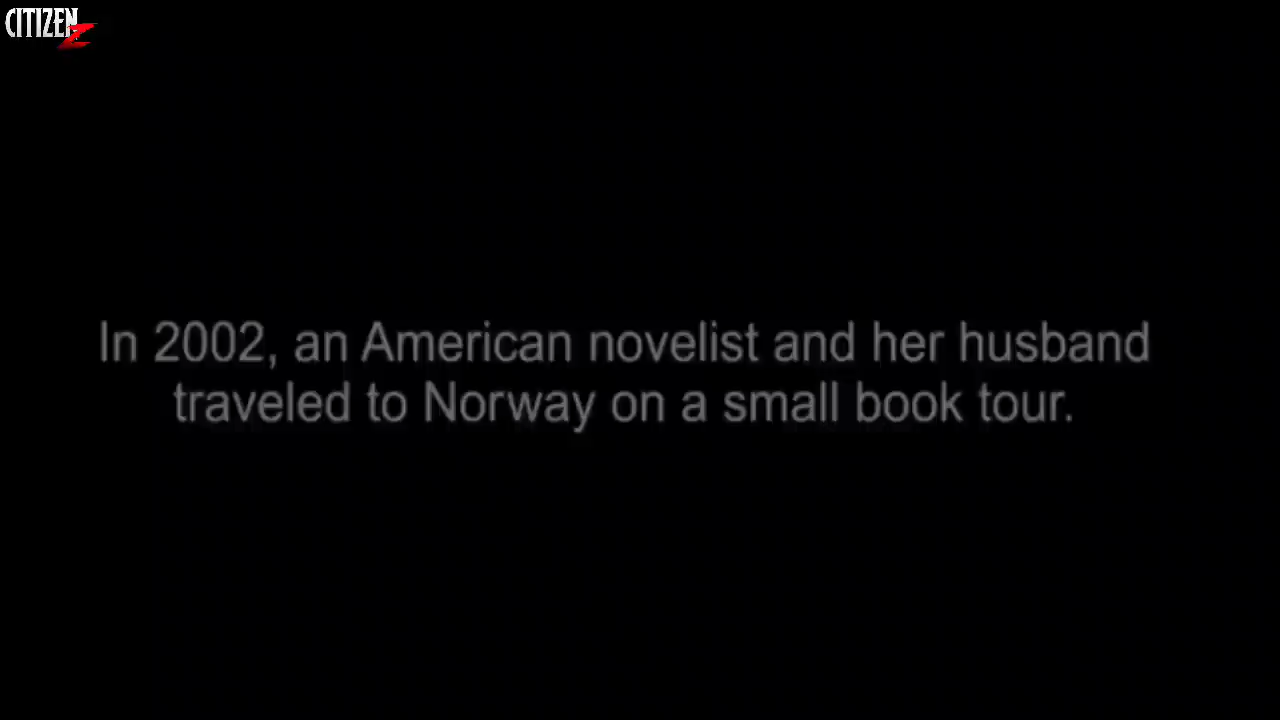 CITIZEN Z
In 2002, an American novelist and her husband
traveled to Norway on a small book tour.